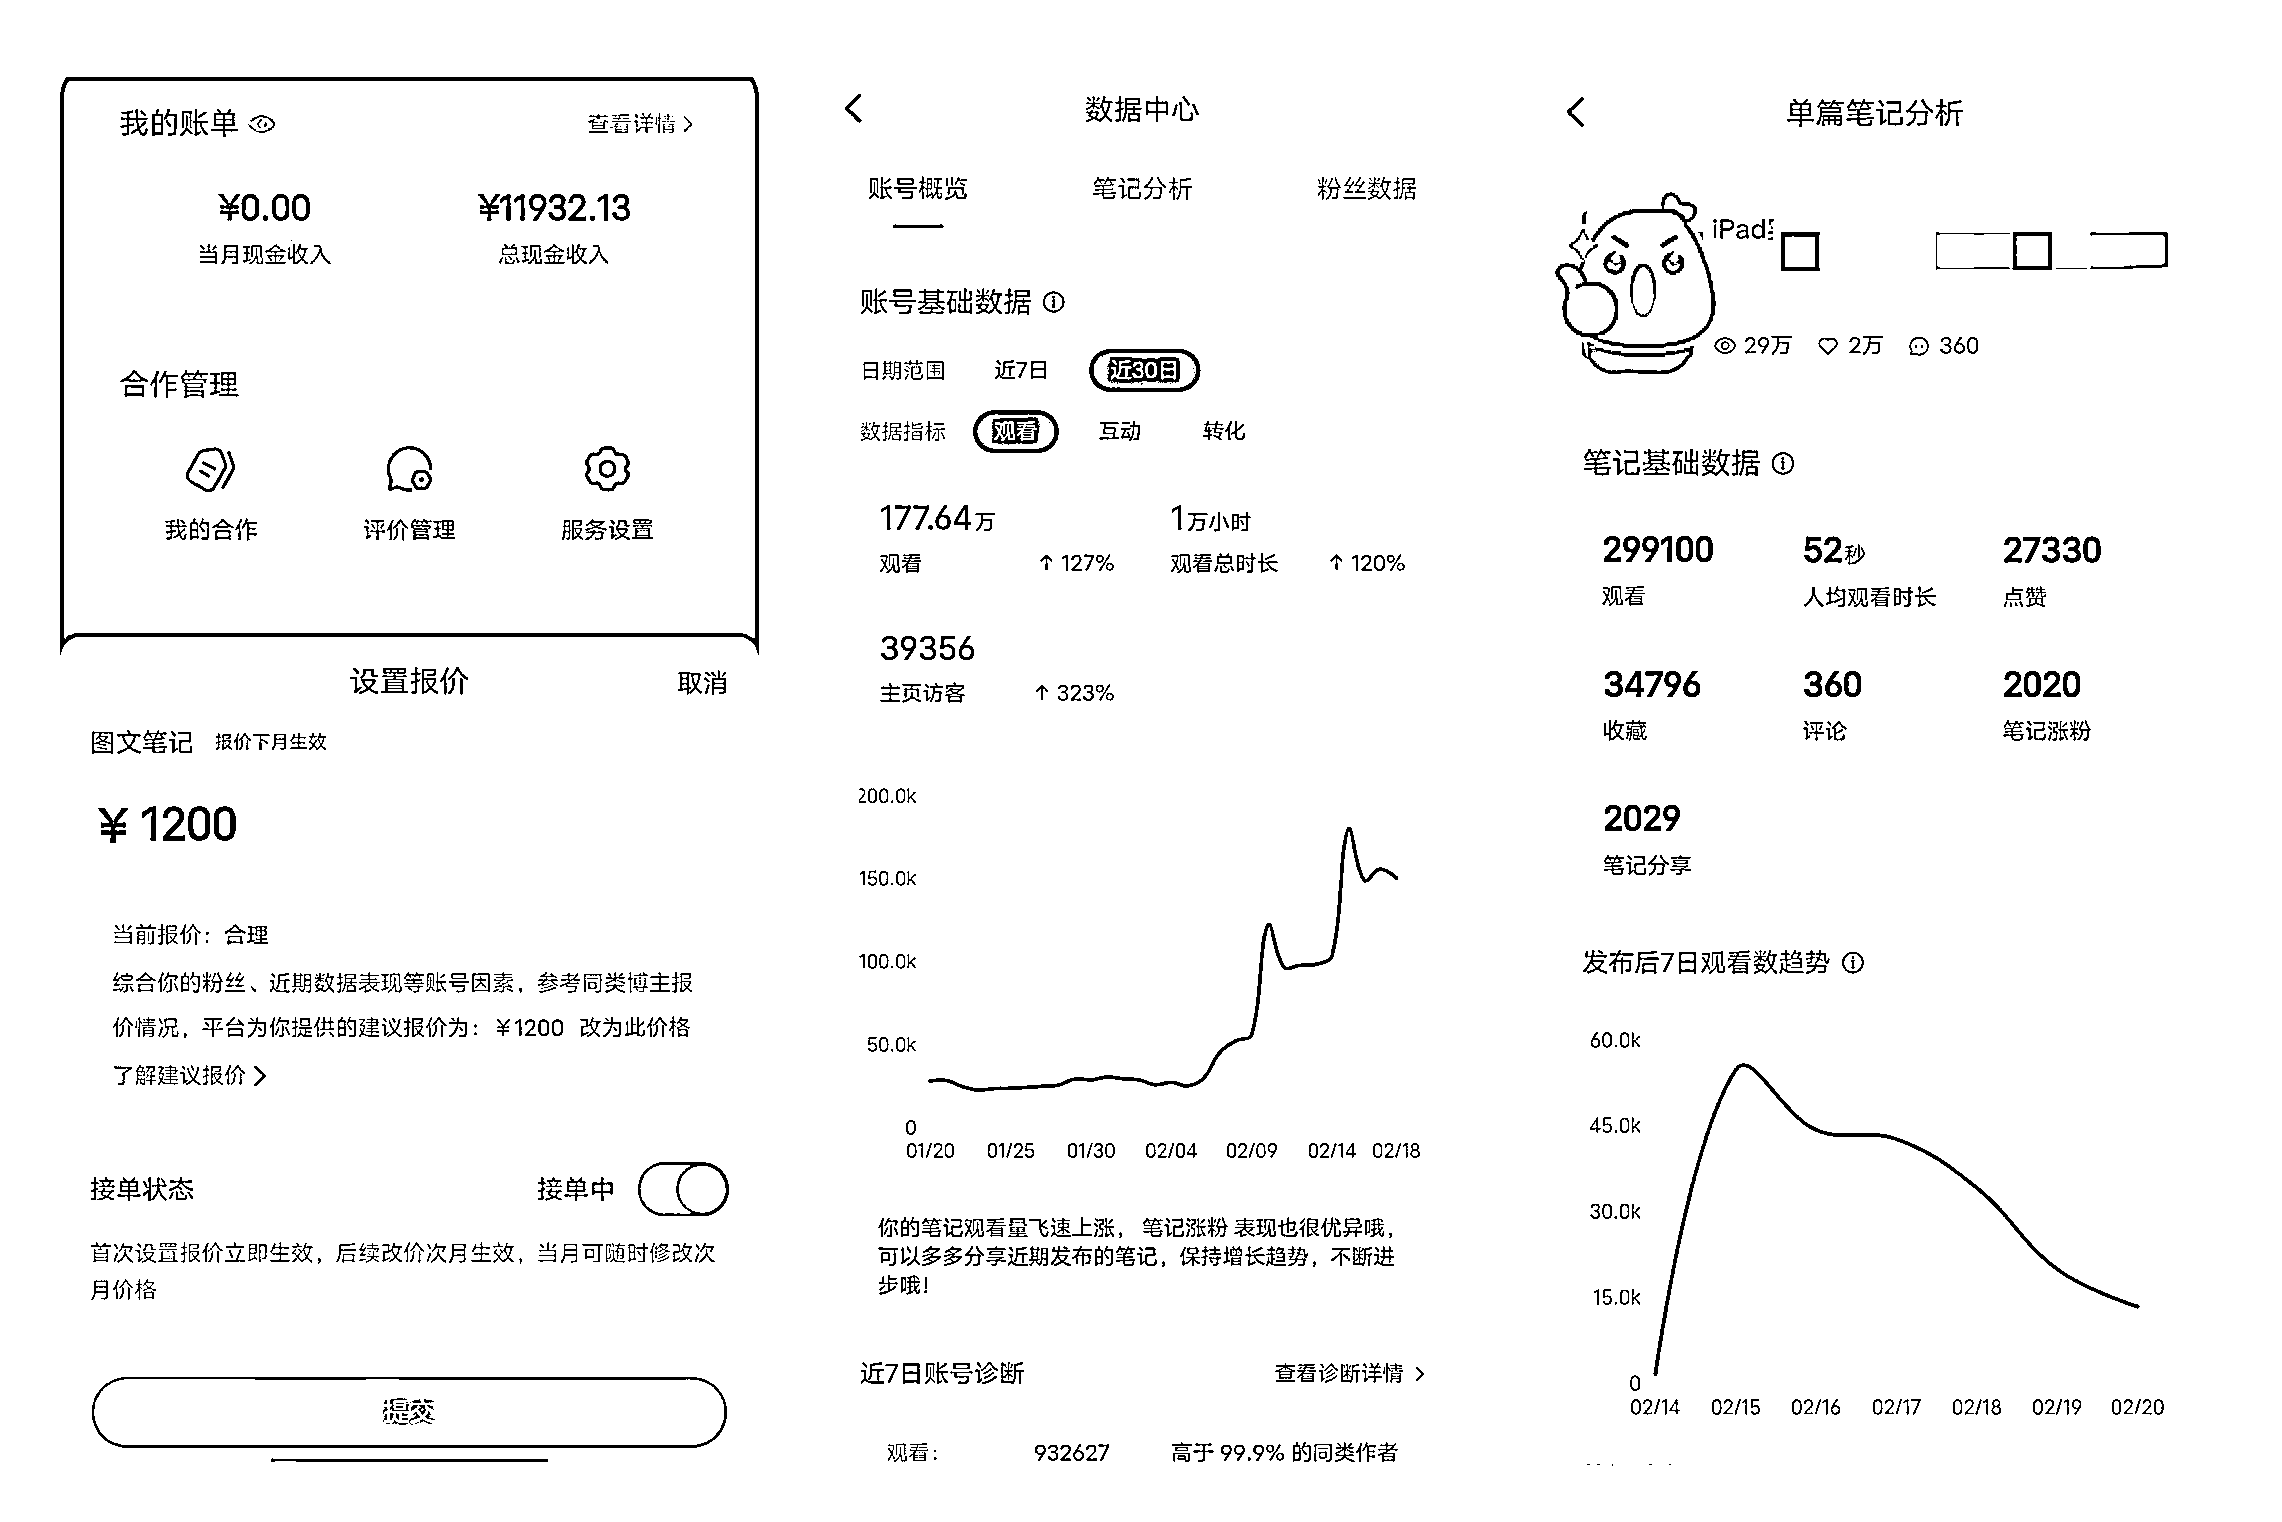 我的账单
查看详情
¥0.00
¥11932.13
当月现金收入
总现金收入
合作管理
我的合作
评价管理
服务设置
设置报价
取消
图文笔记 报价下月生效
¥ 1200
当前报价：合理
综合你的粉丝、近期数据表现等账号因素，参考同类博主报
价情况，平台为你提供的建议报价为：¥1200 改为此价格
了解建议报价
接单状态
接单中
首次设置报价立即生效，后续改价次月生效，当月可随时修改次
月价格
提交
数据中心
账号概览
笔记分析
粉丝数据
账号基础数据
日期范围 近7日 近30日
数据指标 观看 互动 转化
177.64万
1万小时
观看 ↑ 127%
观看总时长 ↑ 120%
39356
主页访客 ↑ 323%
200.0k
150.0k
100.0k
50.0k
0
01/20 01/25 01/30 02/04 02/09 02/14 02/18
你的笔记观看量飞速上涨， 笔记涨粉 表现也很优异哦，
可以多多分享近期发布的笔记，保持增长趋势，不断进
步哦！
近7日账号诊断
查看诊断详情
观看： 932627 高于 99.9% 的同类作者
单篇笔记分析
iPad
29万 2万 360
笔记基础数据
299100
52秒
27330
观看
人均观看时长
点赞
34796
360
2020
收藏
评论
笔记涨粉
2029
笔记分享
发布后7日观看数趋势
60.0k
45.0k
30.0k
15.0k
0
02/14 02/15 02/16 02/17 02/18 02/19 02/20